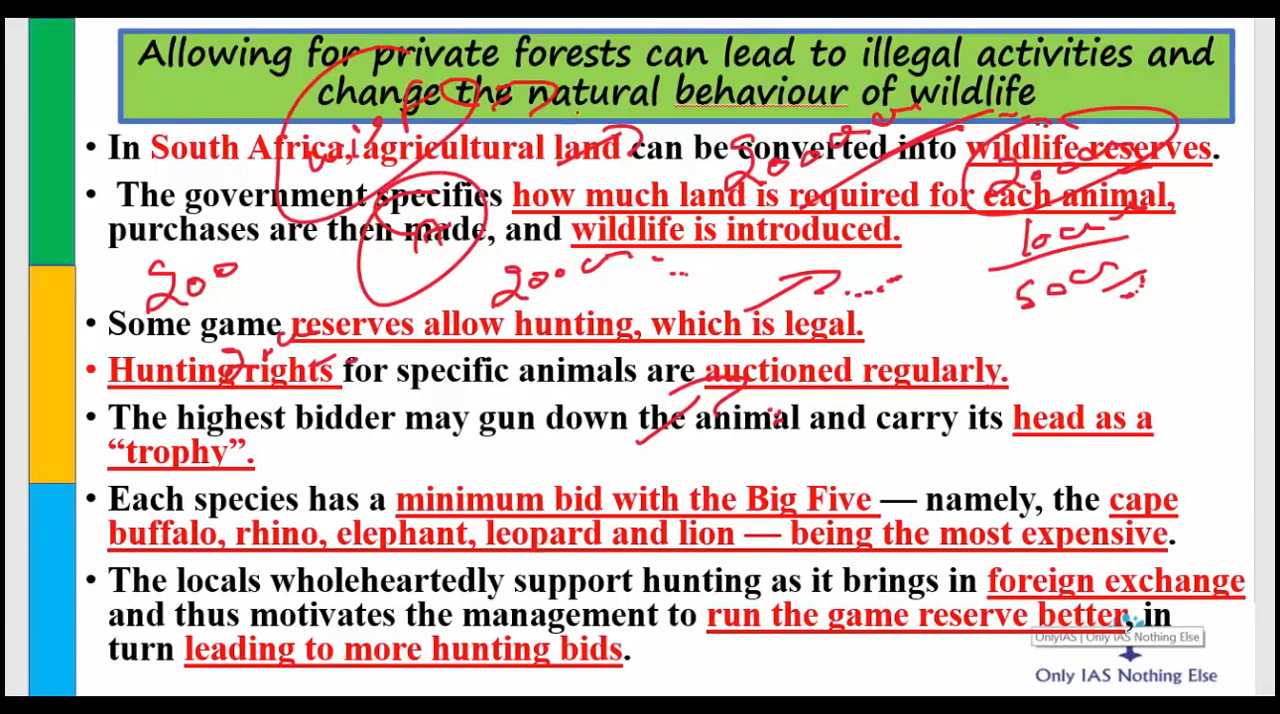 Allowing for private forests can lead to illegal activities and
change the natural behaviour of wildlife
• In South Africa, agricultural land can be converted into wildlife reserves.
• The government specifies how much land is required for each animal,
purchases are then made, and wildlife is introduced.
200
2000
500
• Some game reserves allow hunting, which is legal.
• Hunting rights for specific animals are auctioned regularly.
• The highest bidder may gun down the animal and carry its head as a
“trophy”.
• Each species has a minimum bid with the Big Five — namely, the cape
buffalo, rhino, elephant, leopard and lion — being the most expensive.
• The locals wholeheartedly support hunting as it brings in foreign exchange
and thus motivates the management to run the game reserve better, in
turn leading to more hunting bids.
OnlyIAS | Only IAS Nothing Else
Only IAS Nothing Else